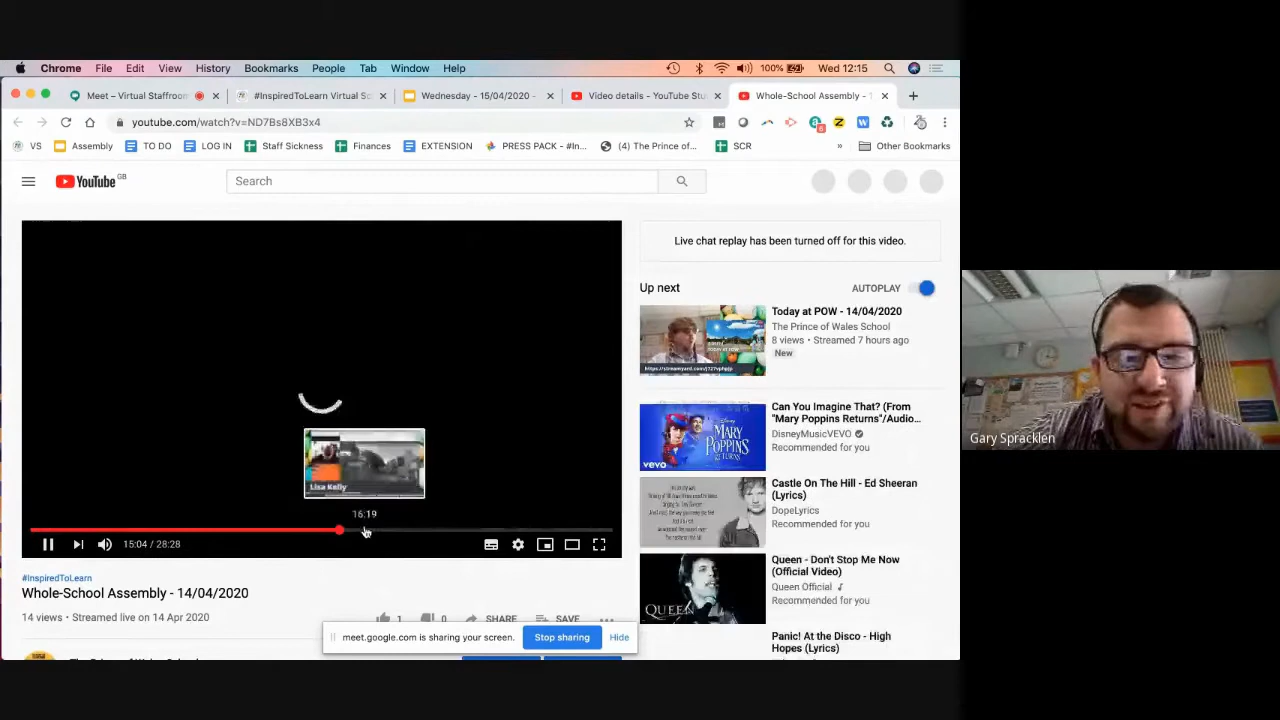 Chrome File Edit View History Bookmarks People Tab Window Help 100% Wed 12:15
Meet – Virtual Staffroom #InspiredToLearn Virtual Sc Wednesday - 15/04/2020 - Video details - YouTube Stu Whole-School Assembly - 1
youtube.com/watch?v=ND7Bs8XB3x4
VS Assembly TO DO LOG IN Staff Sickness Finances EXTENSION PRESS PACK - #In... (4) The Prince of... SCR » Other Bookmarks
YouTube GB
Search
Live chat replay has been turned off for this video.
Up next AUTOPLAY
Today at POW - 14/04/2020
The Prince of Wales School
8 views • Streamed 7 hours ago
New
Can You Imagine That? (From
"Mary Poppins Returns"/Audio...
DisneyMusicVEVO
Recommended for you
MARY
POPPINS
RETURNS
vevo
Castle On The Hill - Ed Sheeran
(Lyrics)
DopeLyrics
Recommended for you
Queen - Don't Stop Me Now
(Official Video)
Queen Official
Recommended for you
QUEEN
Panic! At the Disco - High
Hopes (Lyrics)
Lisa Kelly
16:19
15:04 / 28:28
#InspiredToLearn
Whole-School Assembly - 14/04/2020
14 views • Streamed live on 14 Apr 2020
1 0 SHARE SAVE
meet.google.com is sharing your screen. Stop sharing Hide
Gary Spracklen